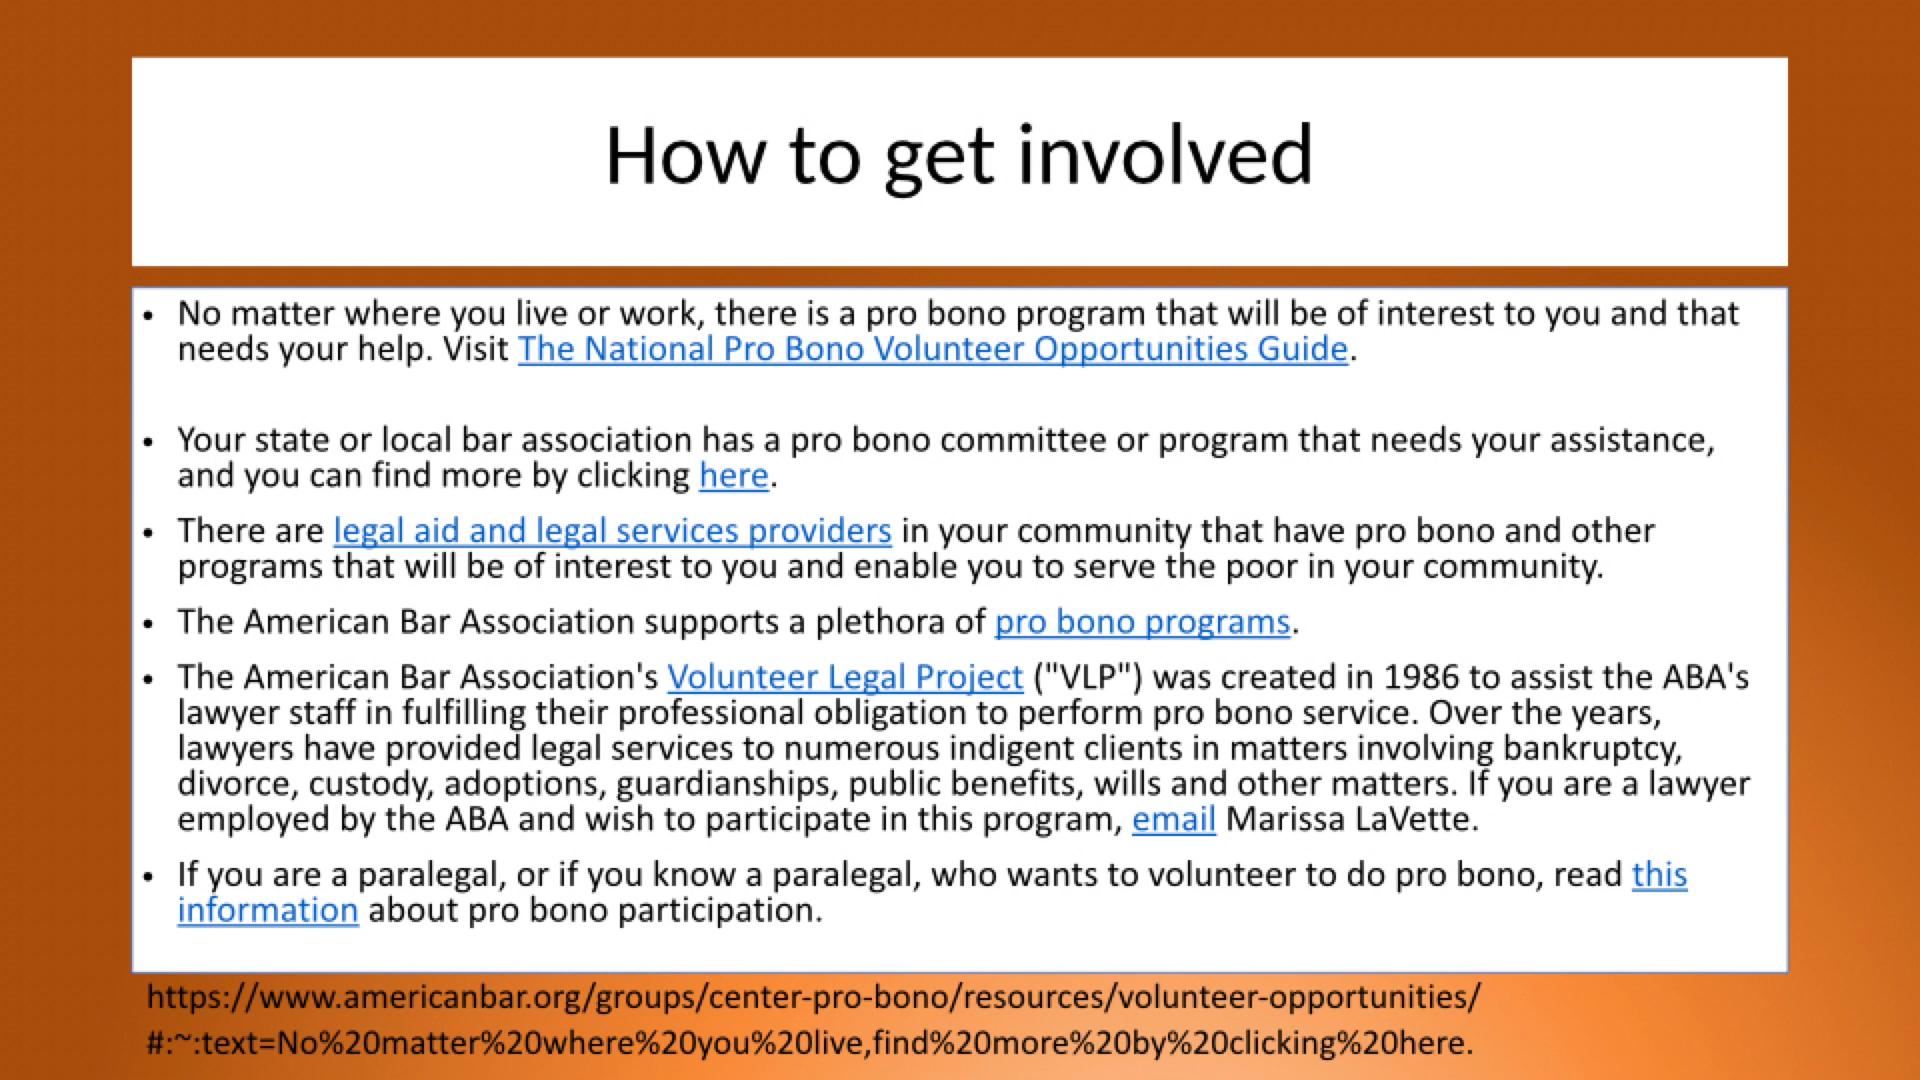 How to get involved
• No matter where you live or work, there is a pro bono program that will be of interest to you and that
needs your help. Visit The National Pro Bono Volunteer Opportunities Guide.
• Your state or local bar association has a pro bono committee or program that needs your assistance,
and you can find more by clicking here.
• There are legal aid and legal services providers in your community that have pro bono and other
programs that will be of interest to you and enable you to serve the poor in your community.
• The American Bar Association supports a plethora of pro bono programs.
• The American Bar Association's Volunteer Legal Project ("VLP") was created in 1986 to assist the ABA's
lawyer staff in fulfilling their professional obligation to perform pro bono service. Over the years,
lawyers have provided legal services to numerous indigent clients in matters involving bankruptcy,
divorce, custody, adoptions, guardianships, public benefits, wills and other matters. If you are a lawyer
employed by the ABA and wish to participate in this program, email Marissa LaVette.
• If you are a paralegal, or if you know a paralegal, who wants to volunteer to do pro bono, read this
information about pro bono participation.
https://www.americanbar.org/groups/center-pro-bono/resources/volunteer-opportunities/
#:~:text=No%20matter%20where%20you%20live,find%20more%20by%20clicking%20here.